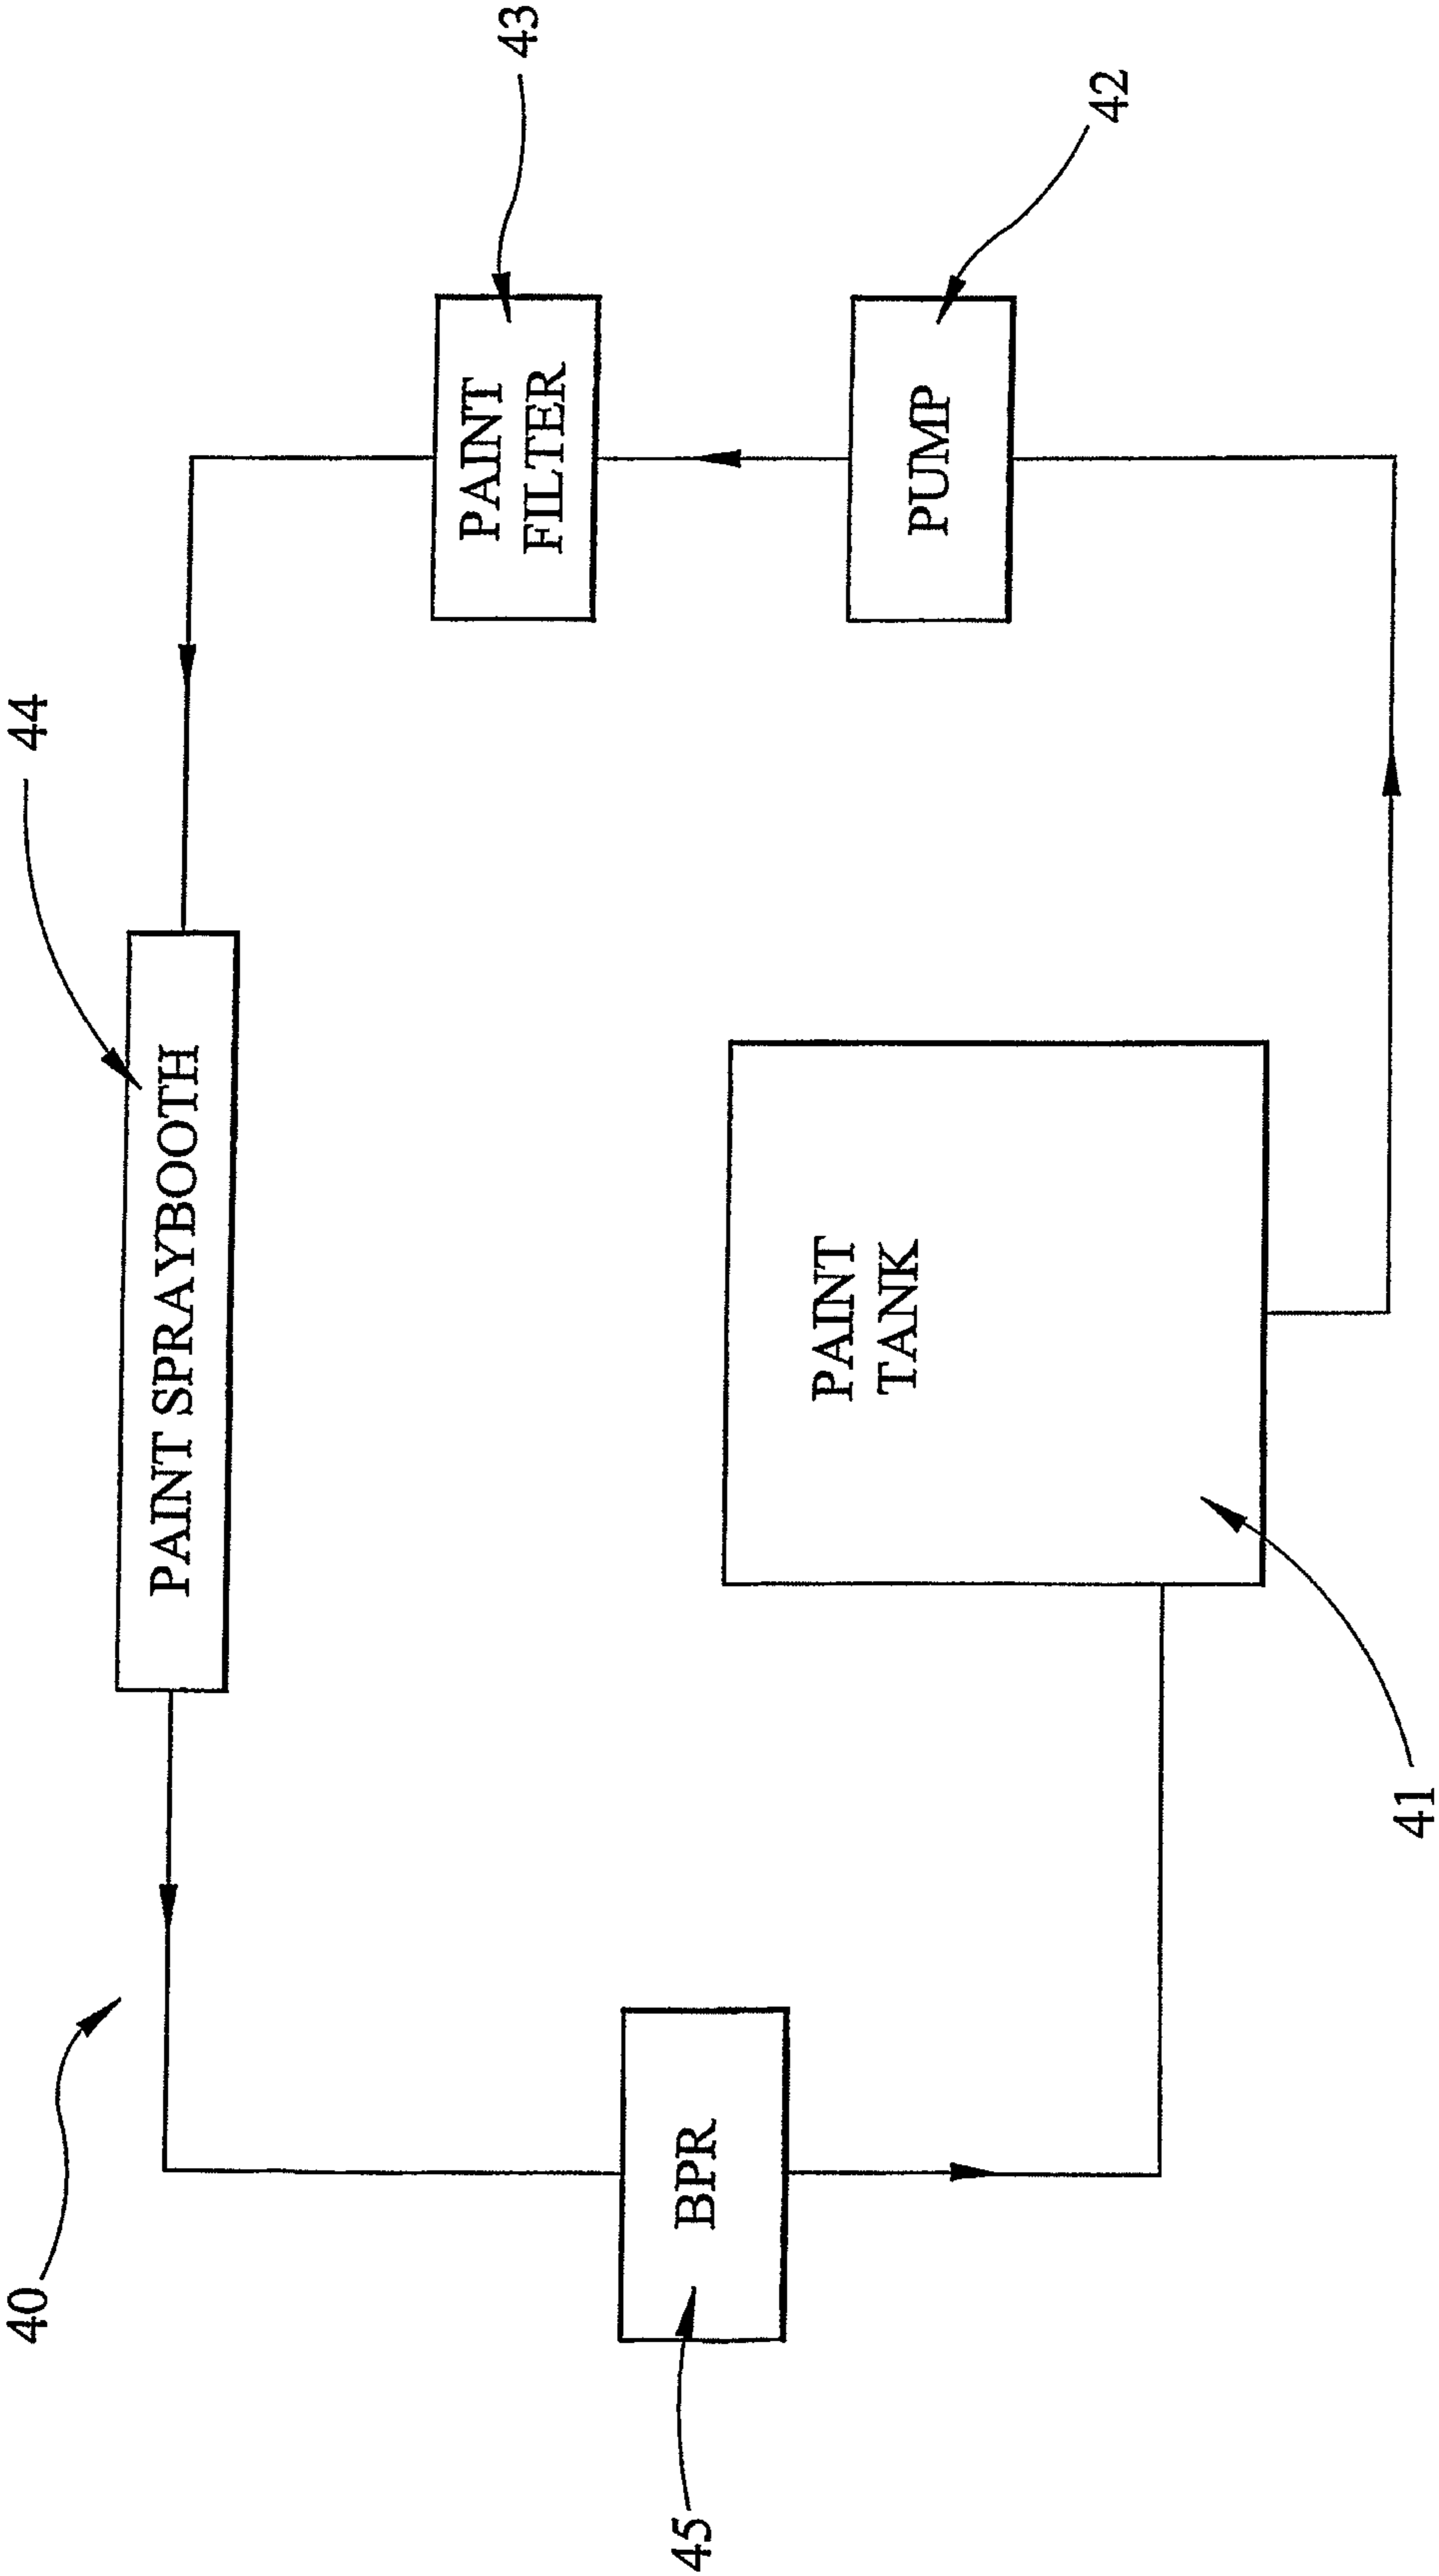 40
44
43
PAINT SPRAYBOOTH
PAINT
FILTER
45
BPR
PAINT
TANK
PUMP
42
41